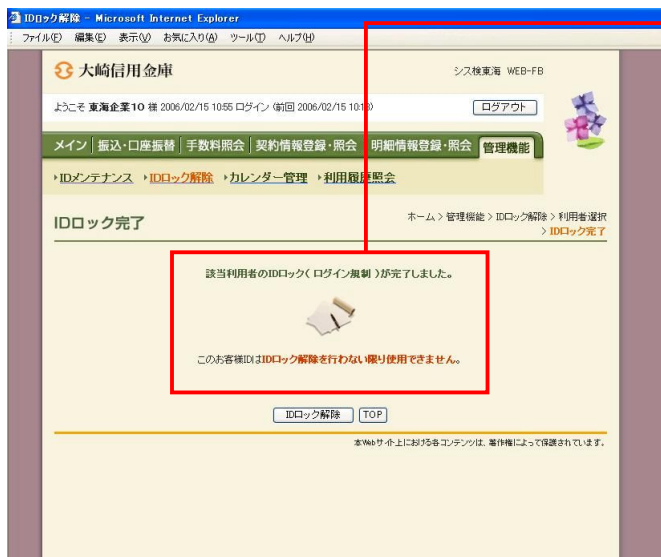 IDロック解除 - Microsoft Internet Explorer
ファイル(F) 編集(E) 表示(V) お気に入り(A) ツール(T) ヘルプ(H)
大崎信用金庫
シス検東海 WEB-FB
ようこそ 東海企業10 様 2006/02/15 10:55 ログイン (前回 2006/02/15 10:18)
ログアウト
メイン 振込・口座振替 手数料照会 契約情報登録・照会 明細情報登録・照会 管理機能
IDメンテナンス IDロック解除 カレンダー管理 利用履歴照会
IDロック完了
ホーム > 管理機能 > IDロック解除 > 利用者選択
> IDロック完了
該当利用者のIDロック( ログイン規制 )が完了しました。
このお客様IDはIDロック解除を行わない限り使用できません。
IDロック解除 TOP
本Webサイト上における各コンテンツは、著作権によって保護されています。